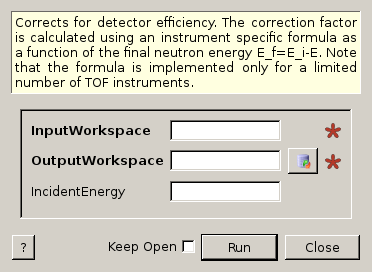 Corrects for detector efficiency. The correction factor
is calculated using an instrument specific formula as
a function of the final neutron energy E_f=E_i-E. Note
that the formula is implemented only for a limited
number of TOF instruments.
InputWorkspace
OutputWorkspace
IncidentEnergy
? Keep Open Run Close